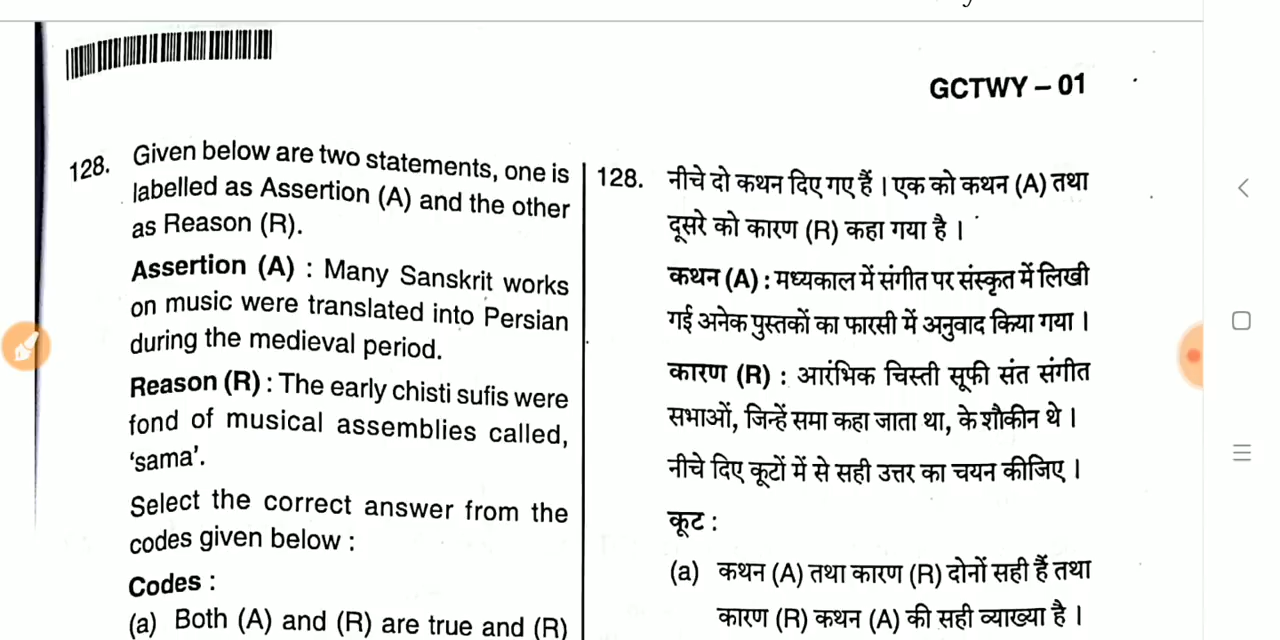 GCTWY – 01
128. Given below are two statements, one is
labelled as Assertion (A) and the other
as Reason (R).
Assertion (A) : Many Sanskrit works
on music were translated into Persian
during the medieval period.
Reason (R) : The early chisti sufis were
fond of musical assemblies called,
‘sama’.
Select the correct answer from the
codes given below :
Codes :
(a) Both (A) and (R) are true and (R)
128. नीचे दो कथन दिए गए हैं । एक को कथन (A) तथा
दूसरे को कारण (R) कहा गया है ।
कथन (A) : मध्यकाल में संगीत पर संस्कृत में लिखी
गई अनेक पुस्तकों का फारसी में अनुवाद किया गया ।
कारण (R) : आरंभिक चिस्ती सूफी संत संगीत
सभाओं, जिन्हें समा कहा जाता था, के शौकीन थे ।
नीचे दिए कूटों में से सही उत्तर का चयन कीजिए ।
कूट :
(a) कथन (A) तथा कारण (R) दोनों सही हैं तथा
कारण (R) कथन (A) की सही व्याख्या है ।